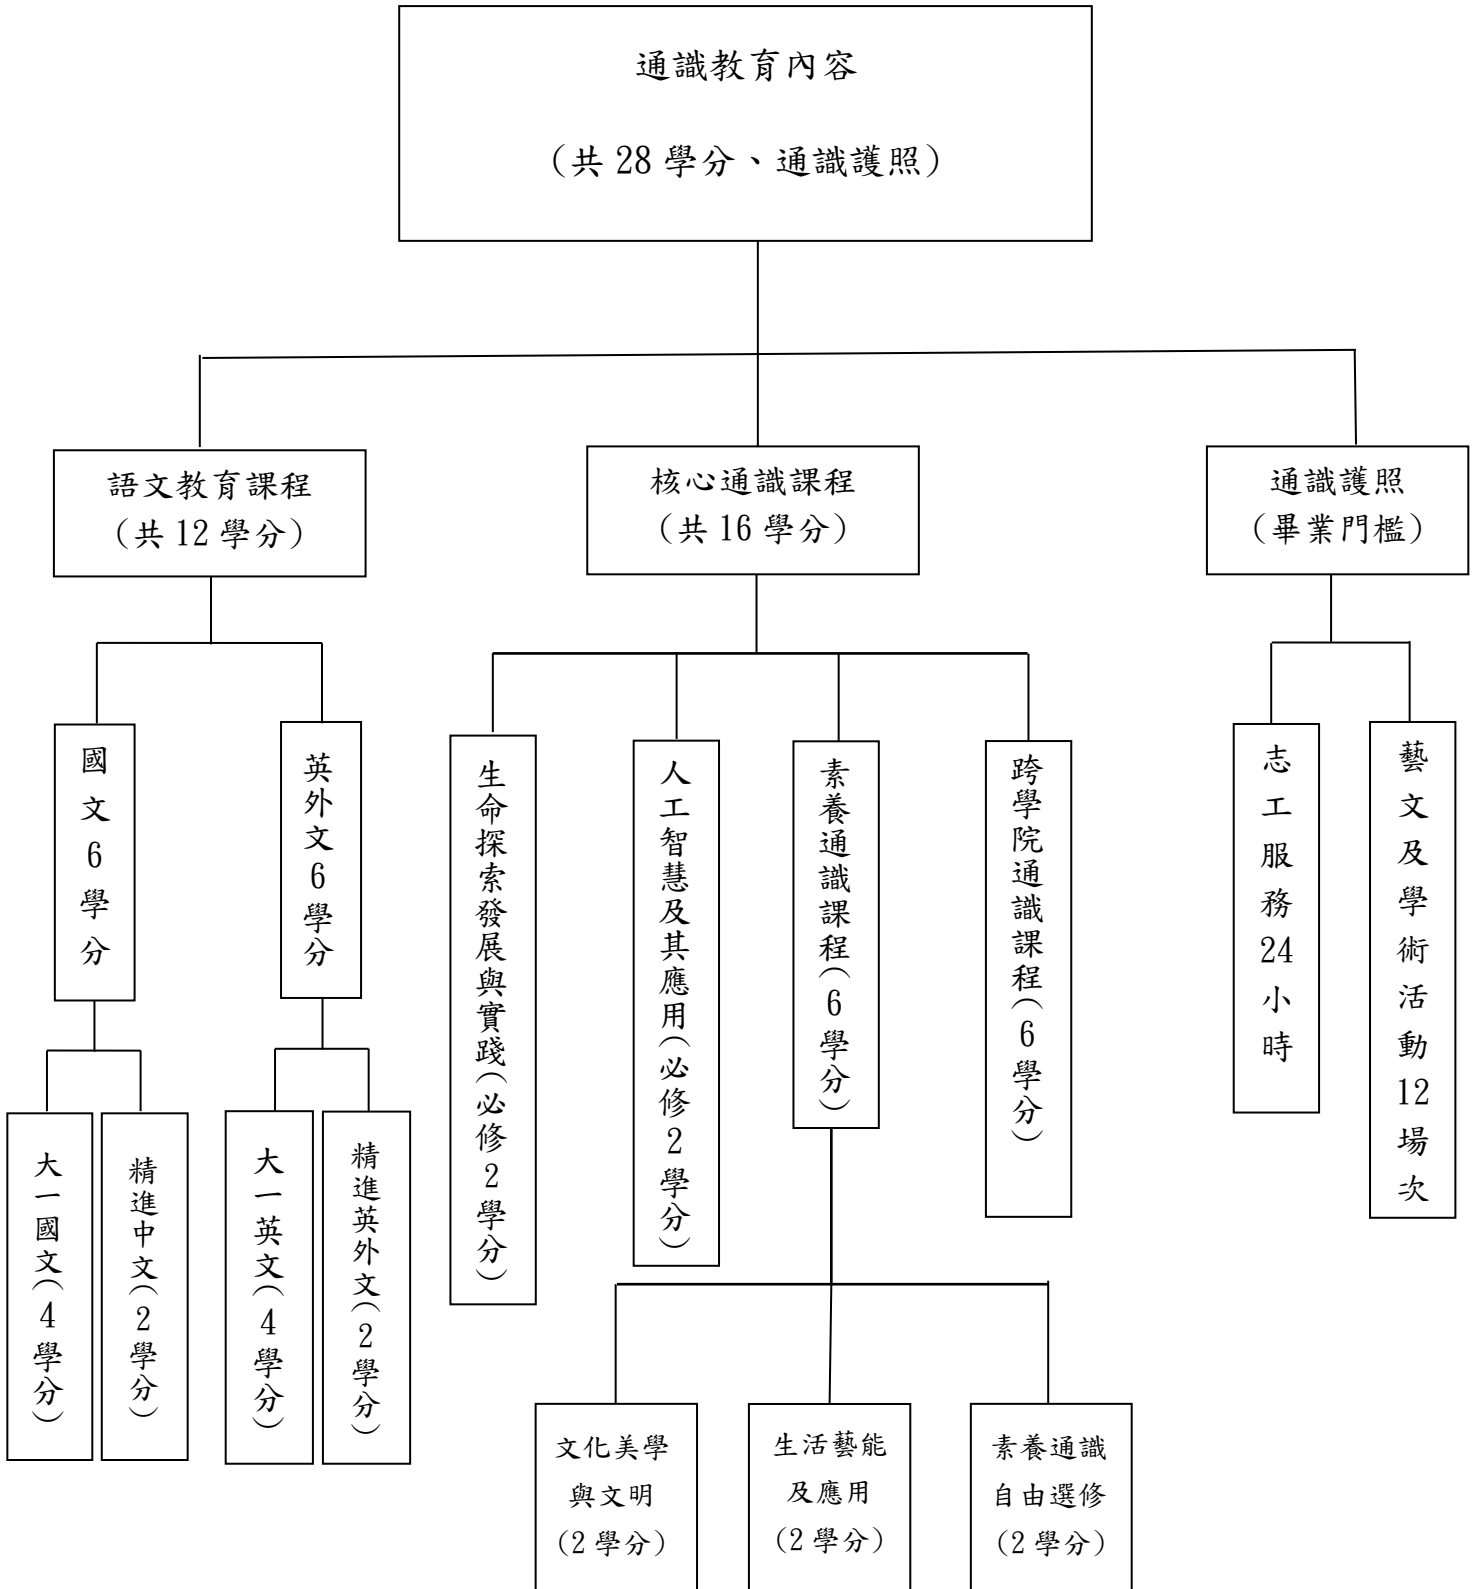 通識教育內容
（共 28 學分、通識護照）
語文教育課程
（共 12 學分）
核心通識課程
（共 16 學分）
通識護照
（畢業門檻）
國文6學分
英外文6學分
生命探索發展與實踐（必修2學分）
人工智慧及其應用（必修2學分）
素養通識課程（6學分）
跨學院通識課程（6學分）
志工服務24小時
藝文及學術活動12場次
大一國文（4學分）
精進中文（2學分）
大一英文（4學分）
精進英外文（2學分）
文化美學
與文明
（2 學分）
生活藝能
及應用
（2 學分）
素養通識
自由選修
（2 學分）